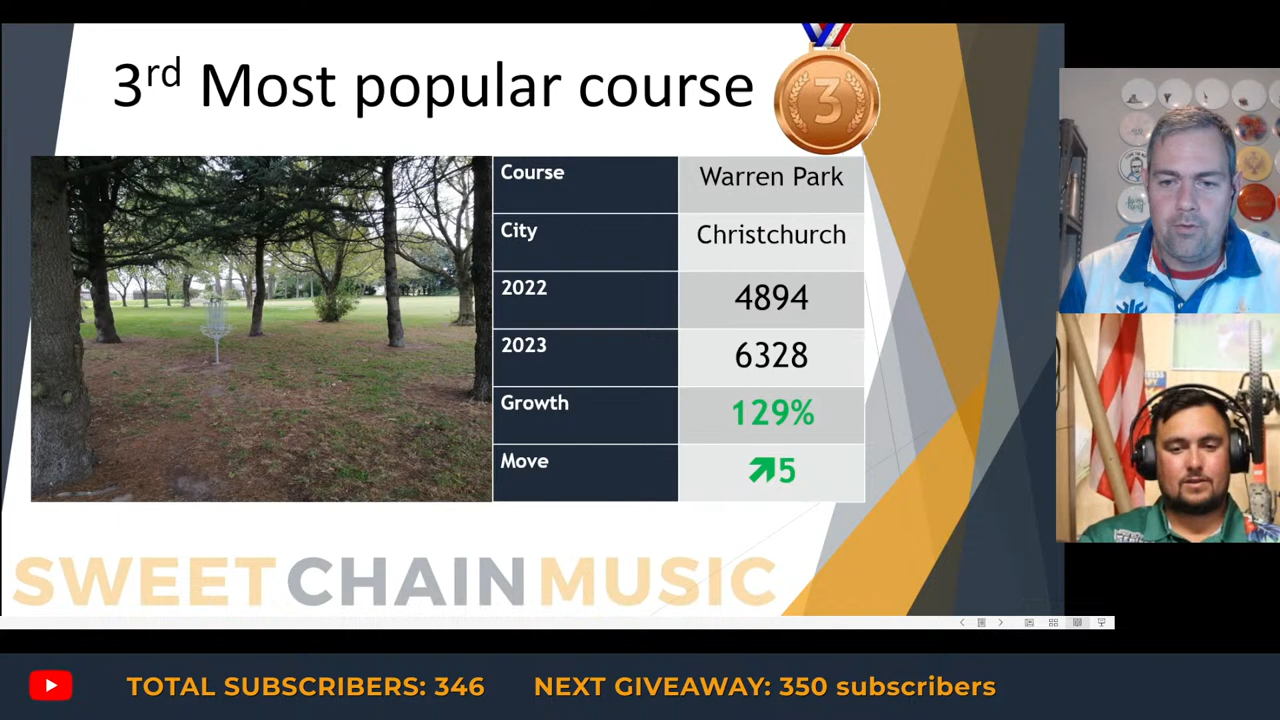 3rd Most popular course
3
Course Warren Park
City Christchurch
2022 4894
2023 6328
Growth 129%
Move 5
SWEET CHAIN MUSIC
TOTAL SUBSCRIBERS: 346 NEXT GIVEAWAY: 350 subscribers